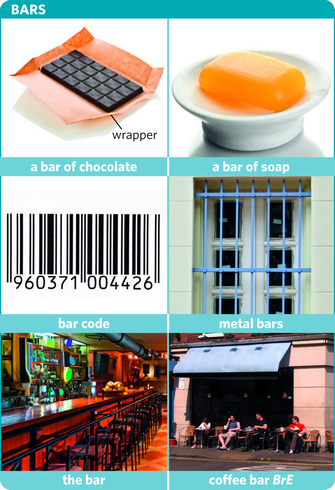 BARS
wrapper
a bar of chocolate
a bar of soap
960371 004426
bar code
metal bars
the bar
coffee bar BrE